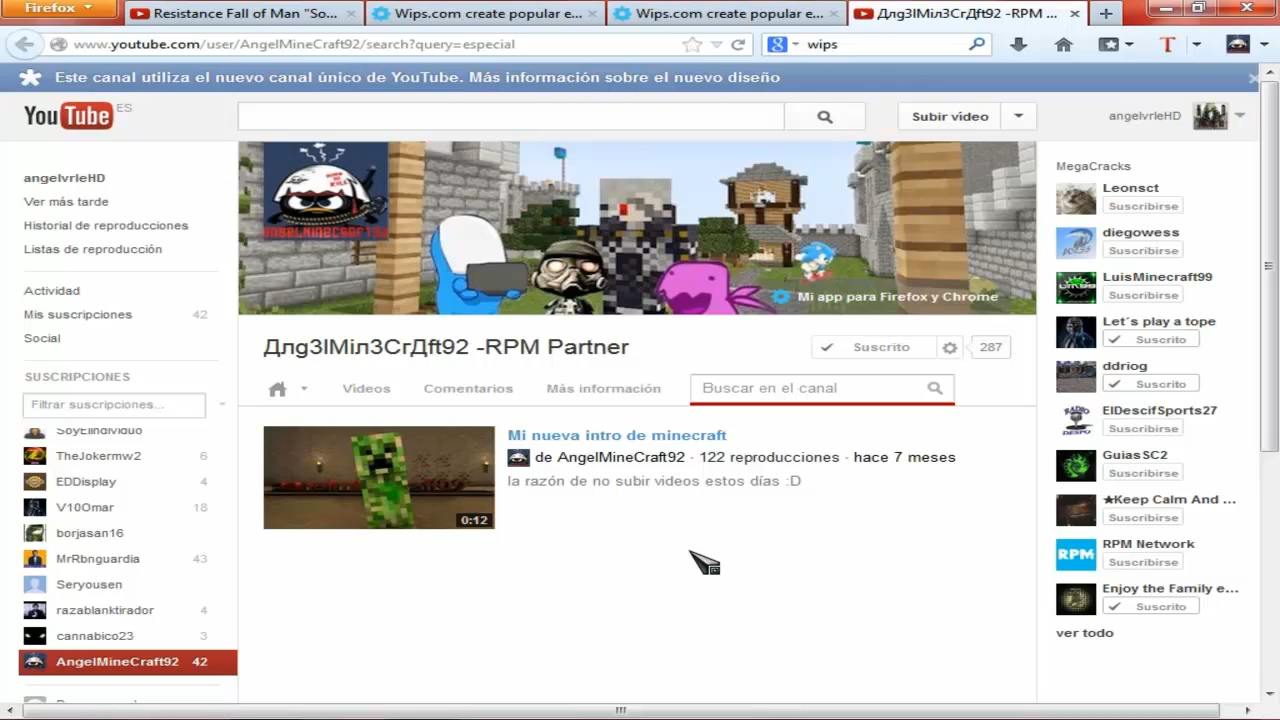 Firefox
Resistance Fall of Man "So...
Wips.com create popular e...
Wips.com create popular e...
Длg3lMiл3CrДft92 -RPM ...
www.youtube.com/user/AngelMineCraft92/search?query=especial
wips
Este canal utiliza el nuevo canal único de YouTube. Más información sobre el nuevo diseño
YouTube ES
Subir vídeo
angelvrleHD
angelvrleHD
Ver más tarde
Historial de reproducciones
Listas de reproducción
Actividad
Mis suscripciones 42
Social
SUSCRIPCIONES
Filtrar suscripciones...
SoyElIndividuo
TheJokermw2 6
EDDisplay 4
V10Omar 18
borjasan16
MrRbnguardia 43
Seryousen
razablanktirador 4
cannabico23 3
AngelMineCraft92 42
Mi app para Firefox y Chrome
Длg3lMiл3CrДft92 -RPM Partner
Suscrito 287
Vídeos
Comentarios
Más información
Buscar en el canal
Mi nueva intro de minecraft
de AngelMineCraft92 · 122 reproducciones · hace 7 meses
la razón de no subir videos estos días :D
0:12
MegaCracks
Leonsct
Suscribirse
diegowess
Suscribirse
LuisMinecraft99
Suscribirse
Let´s play a tope
Suscrito
ddriog
Suscrito
ElDescifSports27
Suscribirse
GuiasSC2
Suscribirse
★Keep Calm And ...
Suscribirse
RPM
RPM Network
Suscribirse
Enjoy the Family e...
Suscrito
ver todo